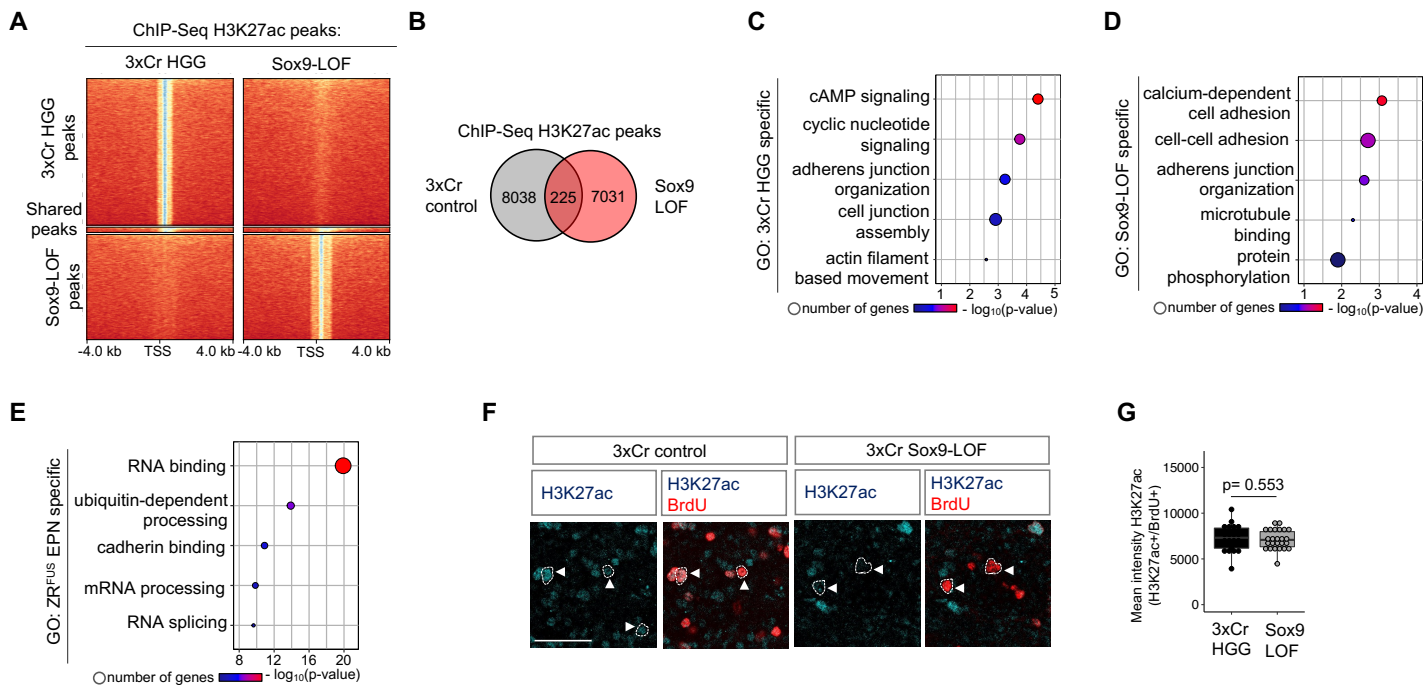 A
ChIP-Seq H3K27ac peaks:
3xCr HGG
Sox9-LOF
3xCr HGG
peaks
Shared
peaks
Sox9-LOF
peaks
-4.0 kb
TSS
4.0 kb
-4.0 kb
TSS
4.0 kb
B
ChIP-Seq H3K27ac peaks
3xCr
control
8038
225
7031
Sox9
LOF
C
GO: 3xCr HGG specific
cAMP signaling
cyclic nucleotide
signaling
adherens junction
organization
cell junction
assembly
actin filament
based movement
1 2 3 4 5
number of genes
- log10(p-value)
D
GO: Sox9-LOF specific
calcium-dependent
cell adhesion
cell-cell adhesion
adherens junction
organization
microtubule
binding
protein
phosphorylation
1 2 3 4
number of genes
- log10(p-value)
E
GO: ZRFUS EPN specific
RNA binding
ubiquitin-dependent
processing
cadherin binding
mRNA processing
RNA splicing
8 12 16 20
number of genes
- log10(p-value)
F
3xCr control
3xCr Sox9-LOF
H3K27ac
H3K27ac
BrdU
H3K27ac
H3K27ac
BrdU
G
Mean intensity H3K27ac
(H3K27ac+/BrdU+)
15000
10000
5000
0
p= 0.553
3xCr
HGG
Sox9
LOF